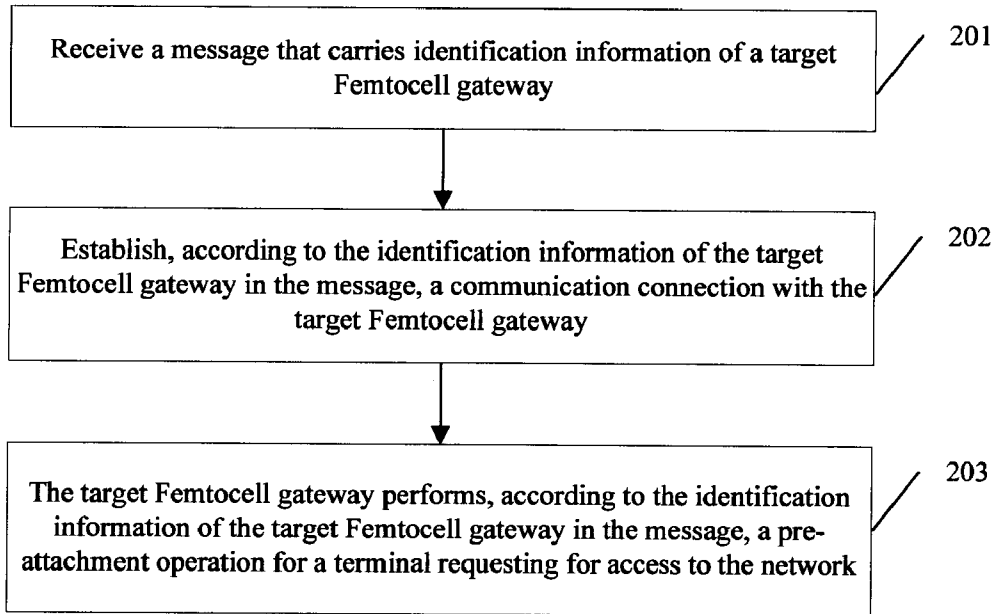 Receive a message that carries identification information of a target
Femtocell gateway
201
Establish, according to the identification information of the target
Femtocell gateway in the message, a communication connection with the
target Femtocell gateway
202
The target Femtocell gateway performs, according to the identification
information of the target Femtocell gateway in the message, a pre-
attachment operation for a terminal requesting for access to the network
203